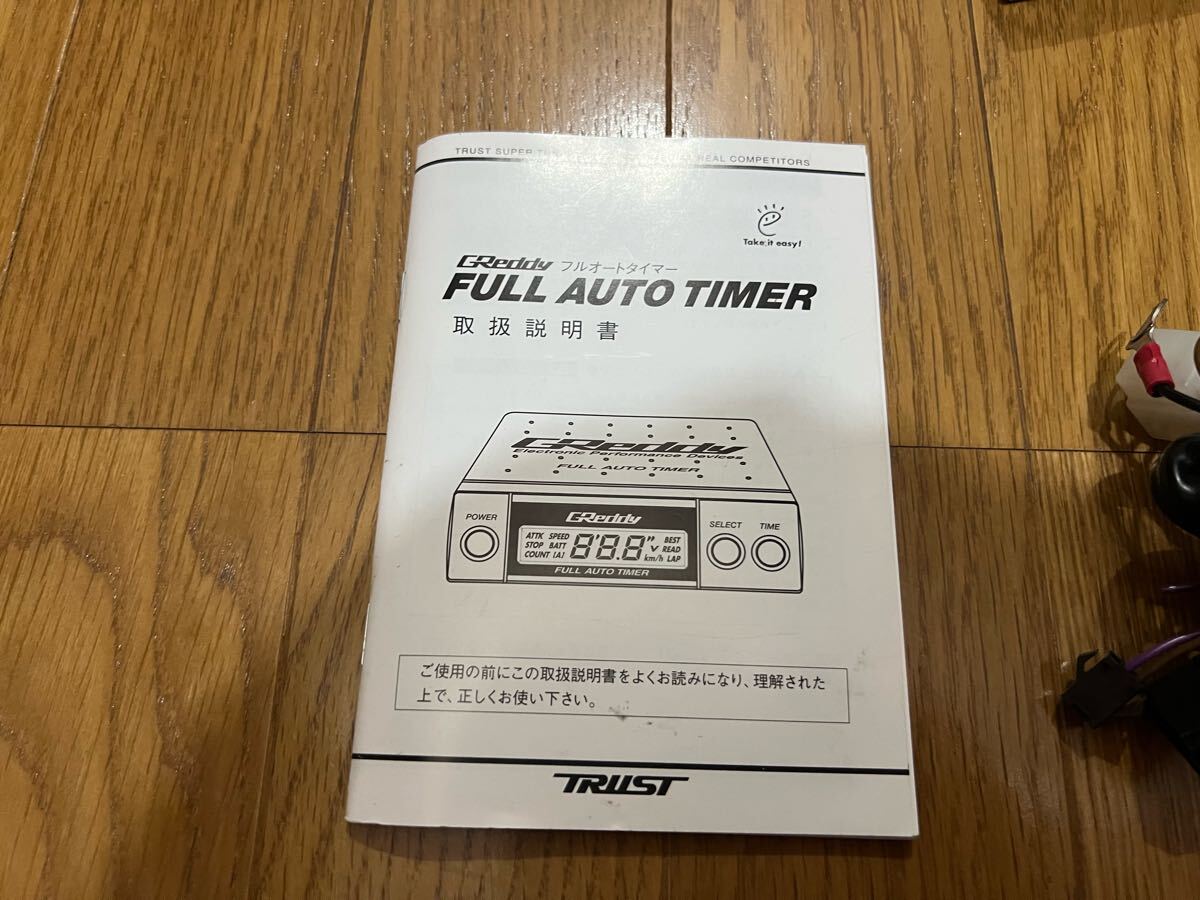 TRUST SUPER REAL COMPETITORS
Take it easy!
GReddy フルオートタイマー
FULL AUTO TIMER
取扱説明書
GReddy
Electronic Performance Devices
FULL AUTO TIMER
POWER
GReddy
SELECT TIME
ATTK SPEED BEST
STOP BATT 8'8.8" V READ
COUNT [A] km/h LAP
FULL AUTO TIMER
ご使用の前にこの取扱説明書をよくお読みになり、理解された
上で、正しくお使い下さい。
TRUST